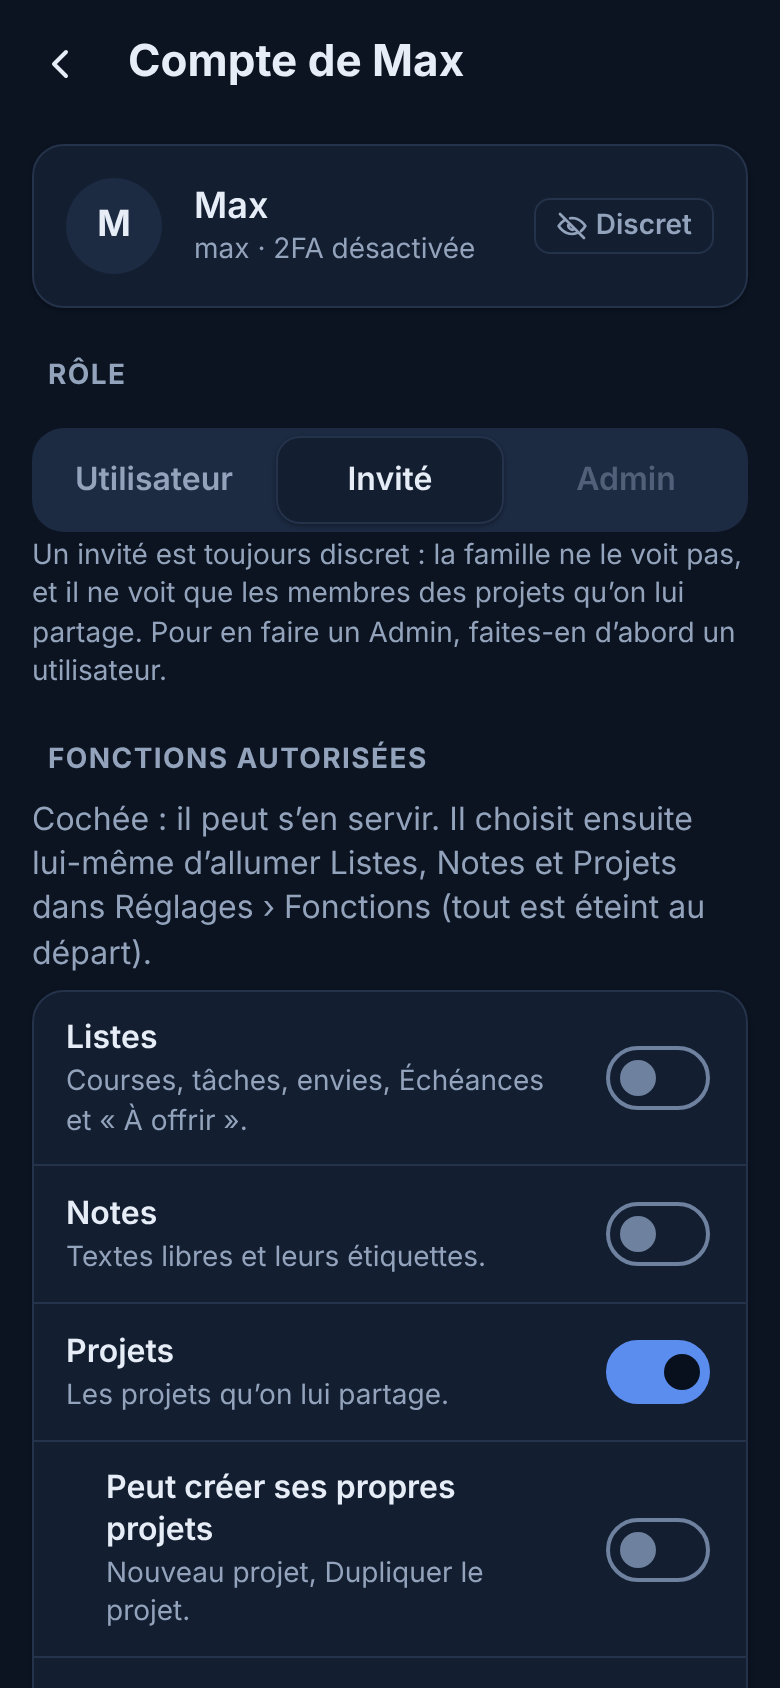 Compte de Max
M
Max
max · 2FA désactivée
Discret
RÔLE
Utilisateur
Invité
Admin
Un invité est toujours discret : la famille ne le voit pas,
et il ne voit que les membres des projets qu’on lui
partage. Pour en faire un Admin, faites-en d’abord un
utilisateur.
FONCTIONS AUTORISÉES
Cochée : il peut s’en servir. Il choisit ensuite
lui-même d’allumer Listes, Notes et Projets
dans Réglages › Fonctions (tout est éteint au
départ).
Listes
Courses, tâches, envies, Échéances
et « À offrir ».
Notes
Textes libres et leurs étiquettes.
Projets
Les projets qu’on lui partage.
Peut créer ses propres
projets
Nouveau projet, Dupliquer le
projet.